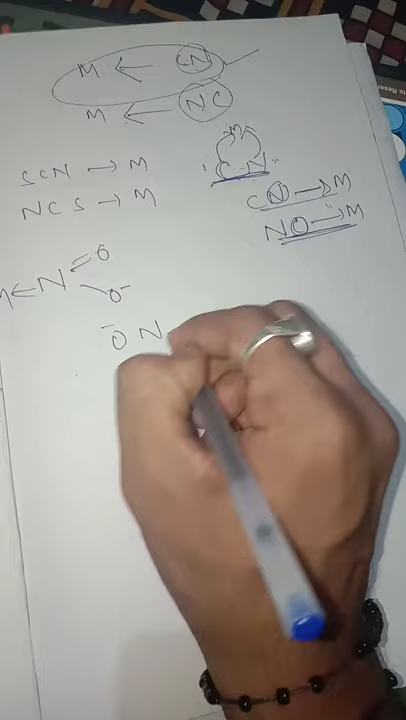 M ← CN
M ← NC
M
C-N
SCN → M
NCS → M
CN → M
NO → M
M ← N = O
O⁻
⁻O N